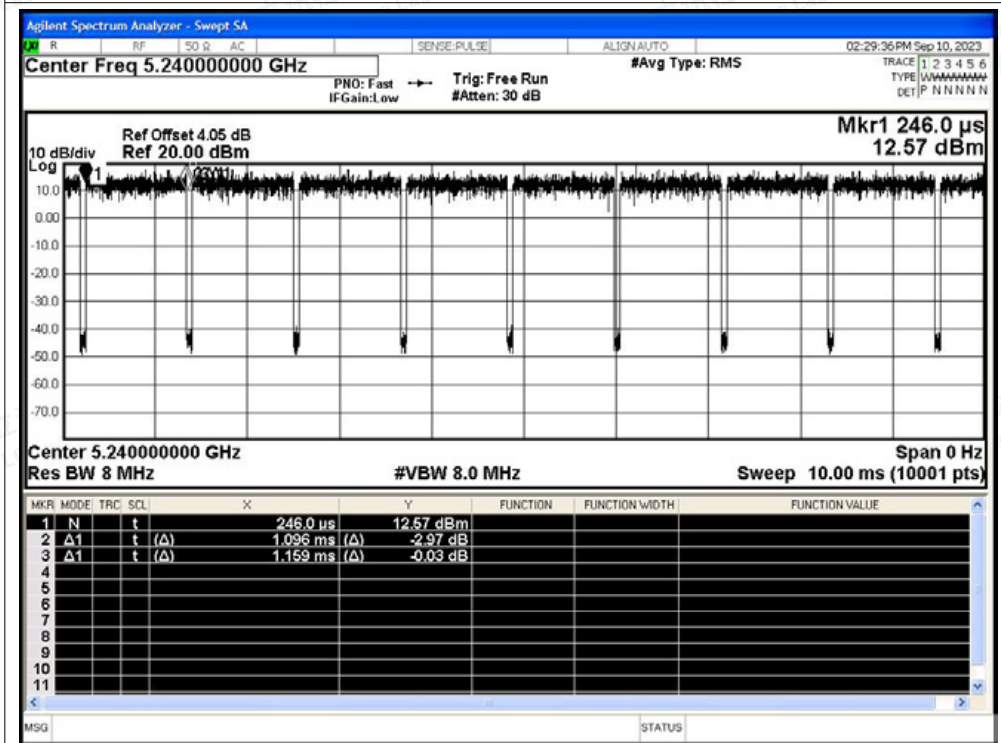 Agilent Spectrum Analyzer - Swept SA
R RF 50 Ω AC SENSE:PULSE ALIGN AUTO 02:29:36 PM Sep 10, 2023
Center Freq 5.240000000 GHz #Avg Type: RMS TRACE 1 2 3 4 5 6
PNO: Fast Trig: Free Run TYPE WWWWWW
IFGain:Low #Atten: 30 dB DET P N N N N N
Mkr1 246.0 µs
Ref Offset 4.05 dB
10 dB/div Ref 20.00 dBm 12.57 dBm
Log
1
10.0
0.00
-10.0
-20.0
-30.0
-40.0
-50.0
-60.0
-70.0
Center 5.240000000 GHz Span 0 Hz
Res BW 8 MHz #VBW 8.0 MHz Sweep 10.00 ms (10001 pts)
MKR MODE TRC SCL X Y FUNCTION FUNCTION WIDTH FUNCTION VALUE
1 N t 246.0 µs 12.57 dBm
2 Δ1 t (Δ) 1.096 ms (Δ) -2.97 dB
3 Δ1 t (Δ) 1.159 ms (Δ) -0.03 dB
4
5
6
7
8
9
10
11
MSG STATUS